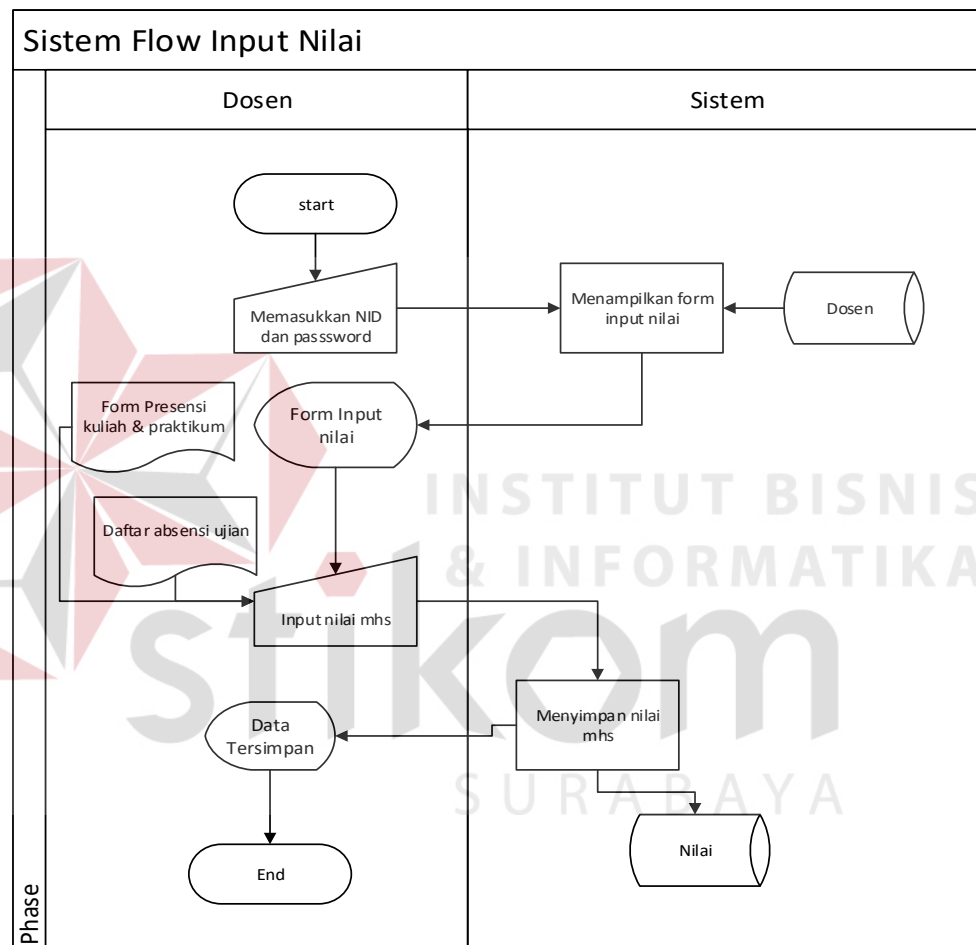 Sistem Flow Input Nilai
Dosen
Sistem
start
Memasukkan NID
dan passsword
Menampilkan form
input nilai
Dosen
Form Presensi
kuliah & praktikum
Form Input
nilai
Daftar absensi ujian
Input nilai mhs
Menyimpan nilai
mhs
Data
Tersimpan
End
Nilai
Phase
INSTITUT BISNIS
& INFORMATIKA
stikom
SURABAYA